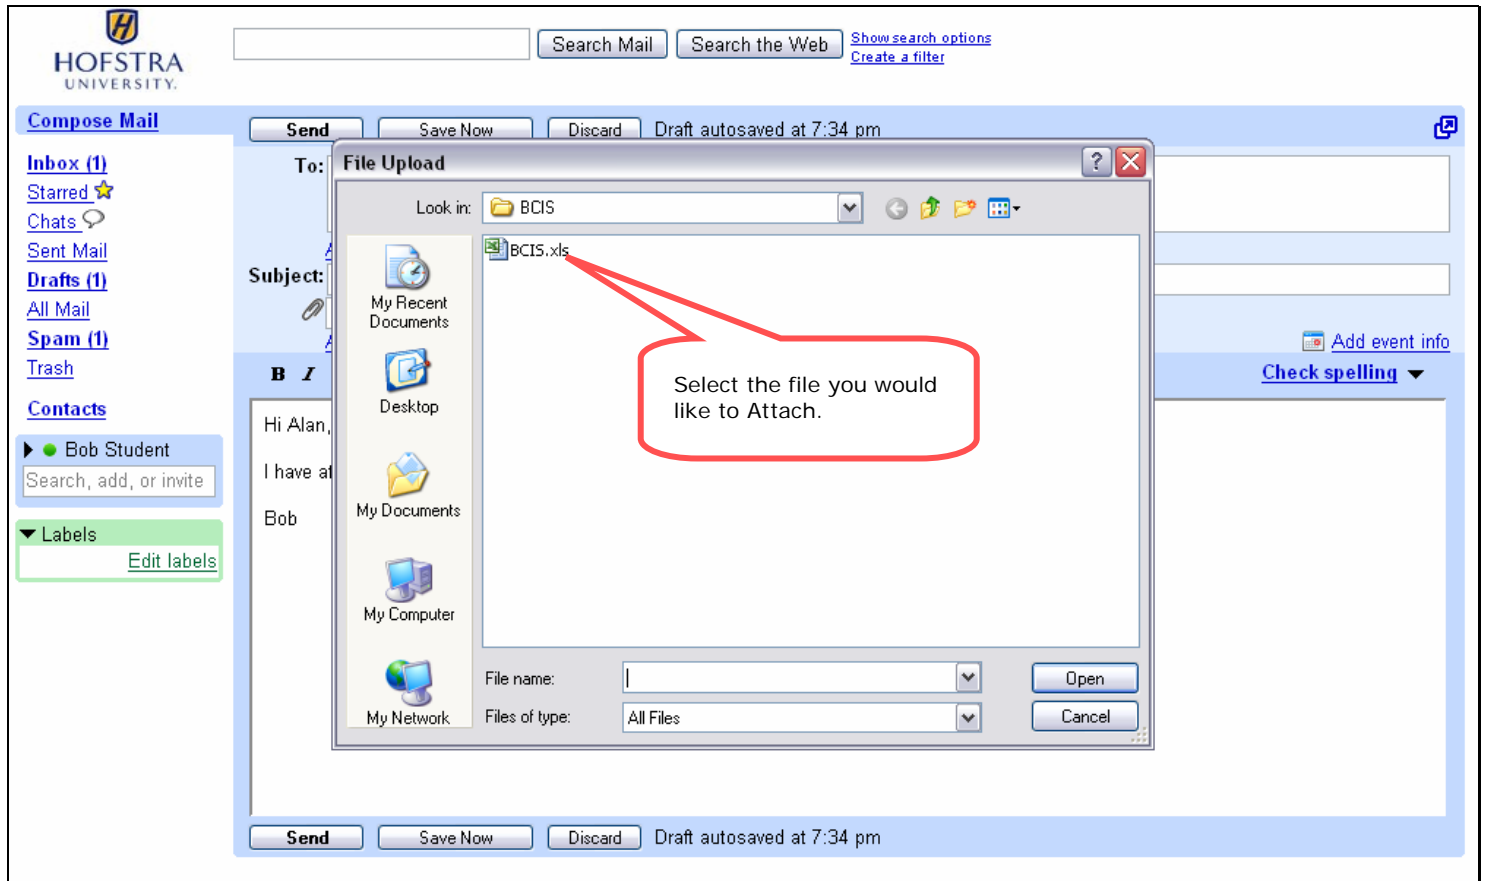 HOFSTRA
UNIVERSITY.
Search Mail
Search the Web
Show search options
Create a filter
Compose Mail
Send
Save Now
Discard
Draft autosaved at 7:34 pm
Inbox (1)
Starred
Chats
Sent Mail
Drafts (1)
All Mail
Spam (1)
Trash
Contacts
Bob Student
Search, add, or invite
Labels
Edit labels
To:
Subject:
Add event info
B I
Check spelling
Hi Alan,
I have
Bob
File Upload
Look in:
BCIS
BCIS.xls
My Recent
Documents
Desktop
My Documents
My Computer
My Network
Select the file you would
like to Attach.
File name:
Open
Files of type:
All Files
Cancel
Send
Save Now
Discard
Draft autosaved at 7:34 pm